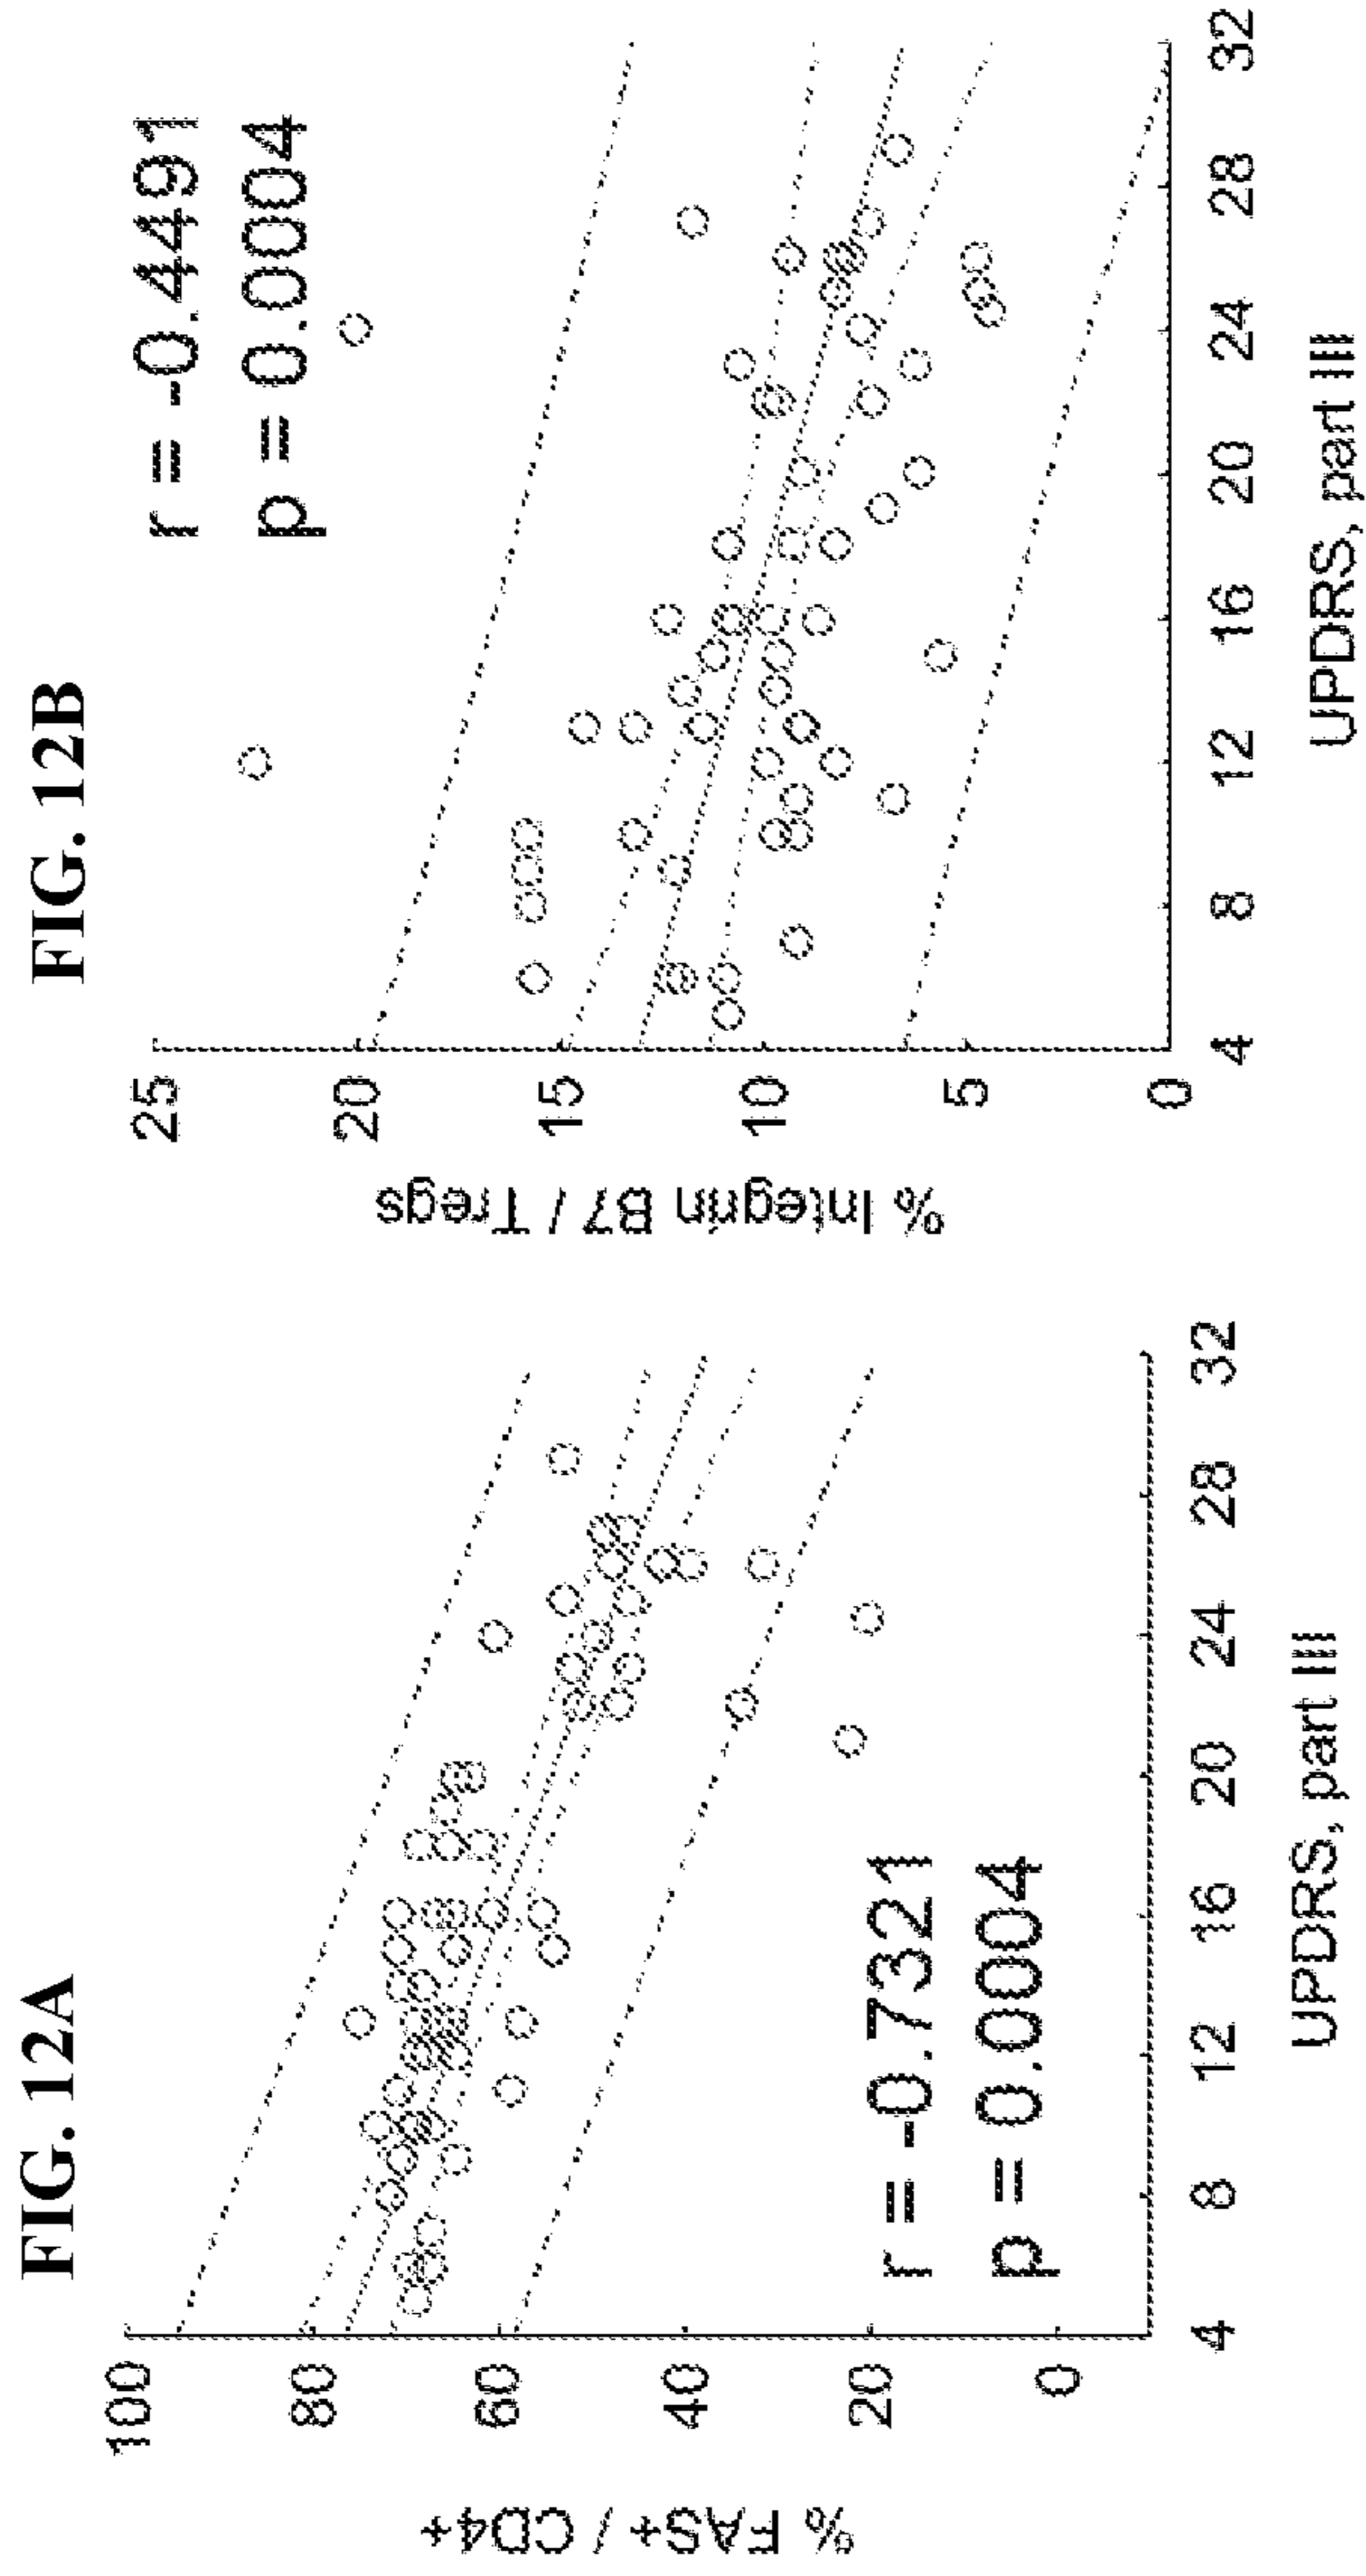 FIG. 12A
100
80
60
40
20
0
% FAS+ / CD4+
r = -0.7321
p = 0.0004
4 8 12 16 20 24 28 32
UPDRS, part III
FIG. 12B
25
20
15
10
5
0
% Integrin B7 / Tregs
r = -0.4491
p = 0.0004
4 8 12 16 20 24 28 32
UPDRS, part III